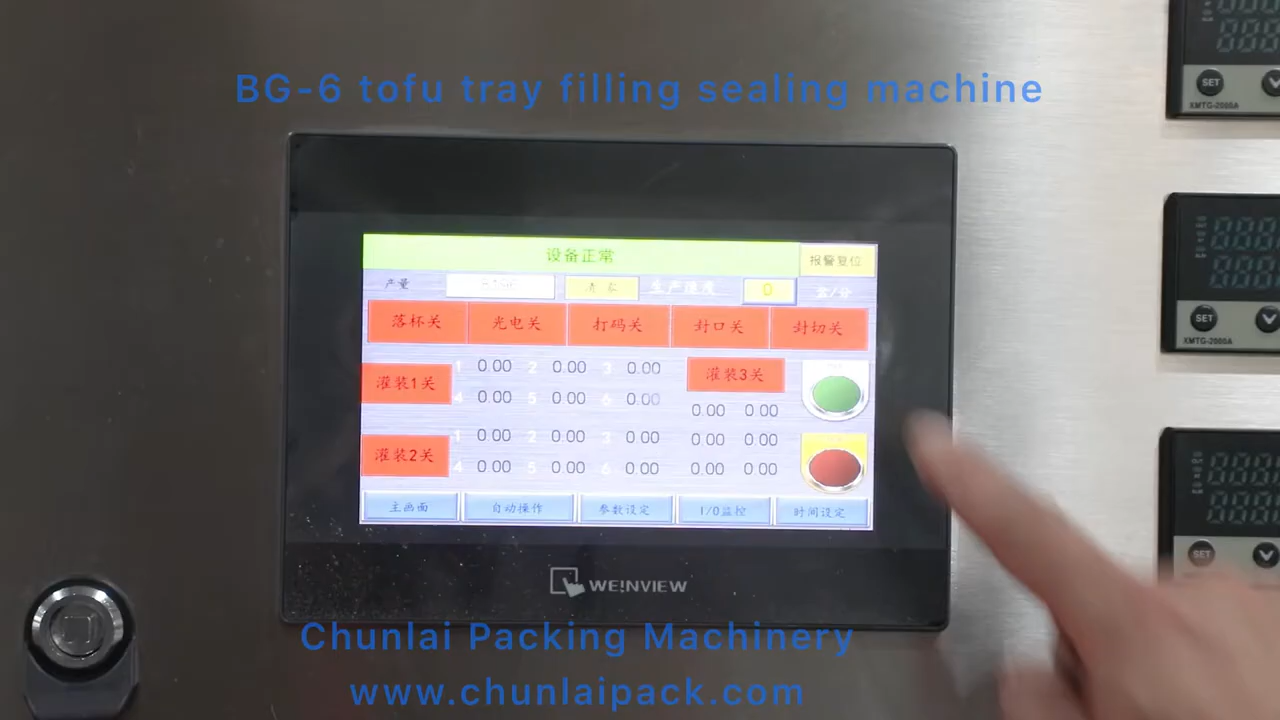 BG-6 tofu tray filling sealing machine
SET
XMTG-2000A
设备正常
报警复位
产量
生产速度
0
盒/分
落杯关 光电关 打码关 封口关 封切关
灌装1关
1 0.00 2 0.00 3 0.00
4 0.00 5 0.00 6 0.00
灌装3关
0.00 0.00
灌装2关
1 0.00 2 0.00 3 0.00
4 0.00 5 0.00 6 0.00
0.00 0.00
0.00 0.00
主画面 自动操作 参数设定 I/O监控 时间设定
SET
XMTG-2000A
SET
WEINVIEW
Chunlai Packing Machinery
www.chunlaipack.com